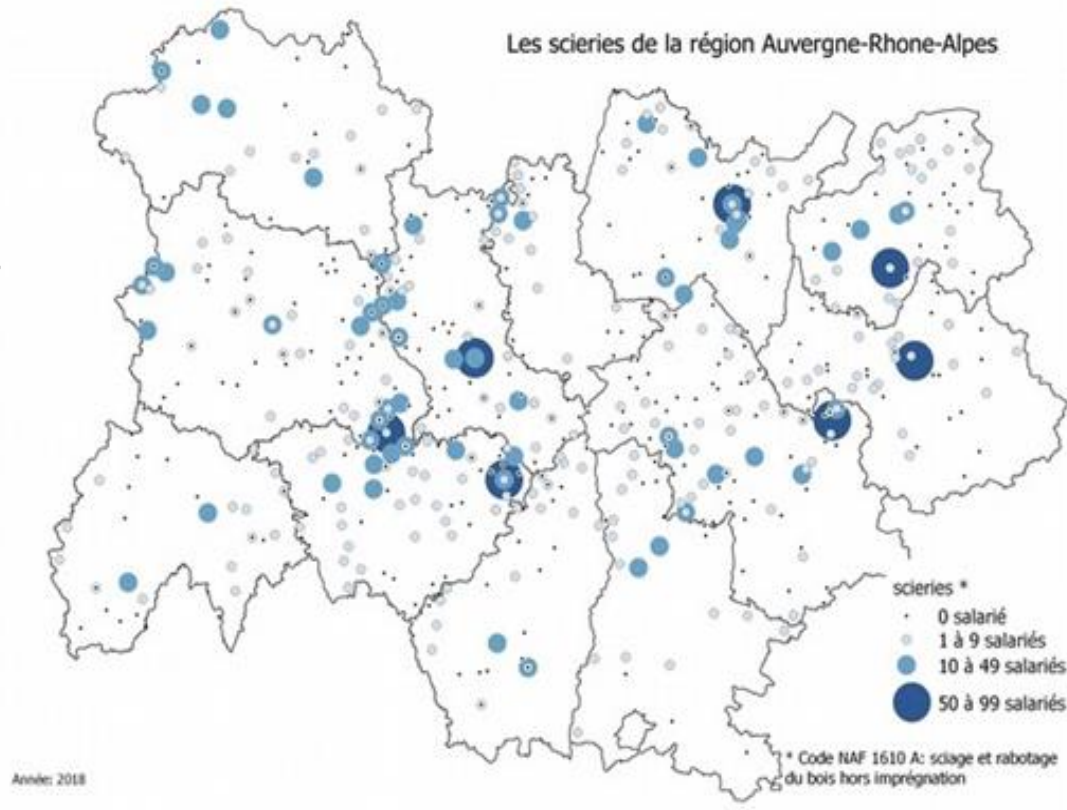 Les scieries de la région Auvergne-Rhone-Alpes
scieries *
0 salarié
1 à 9 salariés
10 à 49 salariés
50 à 99 salariés
* Code NAF 1610 A: sciage et rabotage
du bois hors imprégnation
Année: 2018